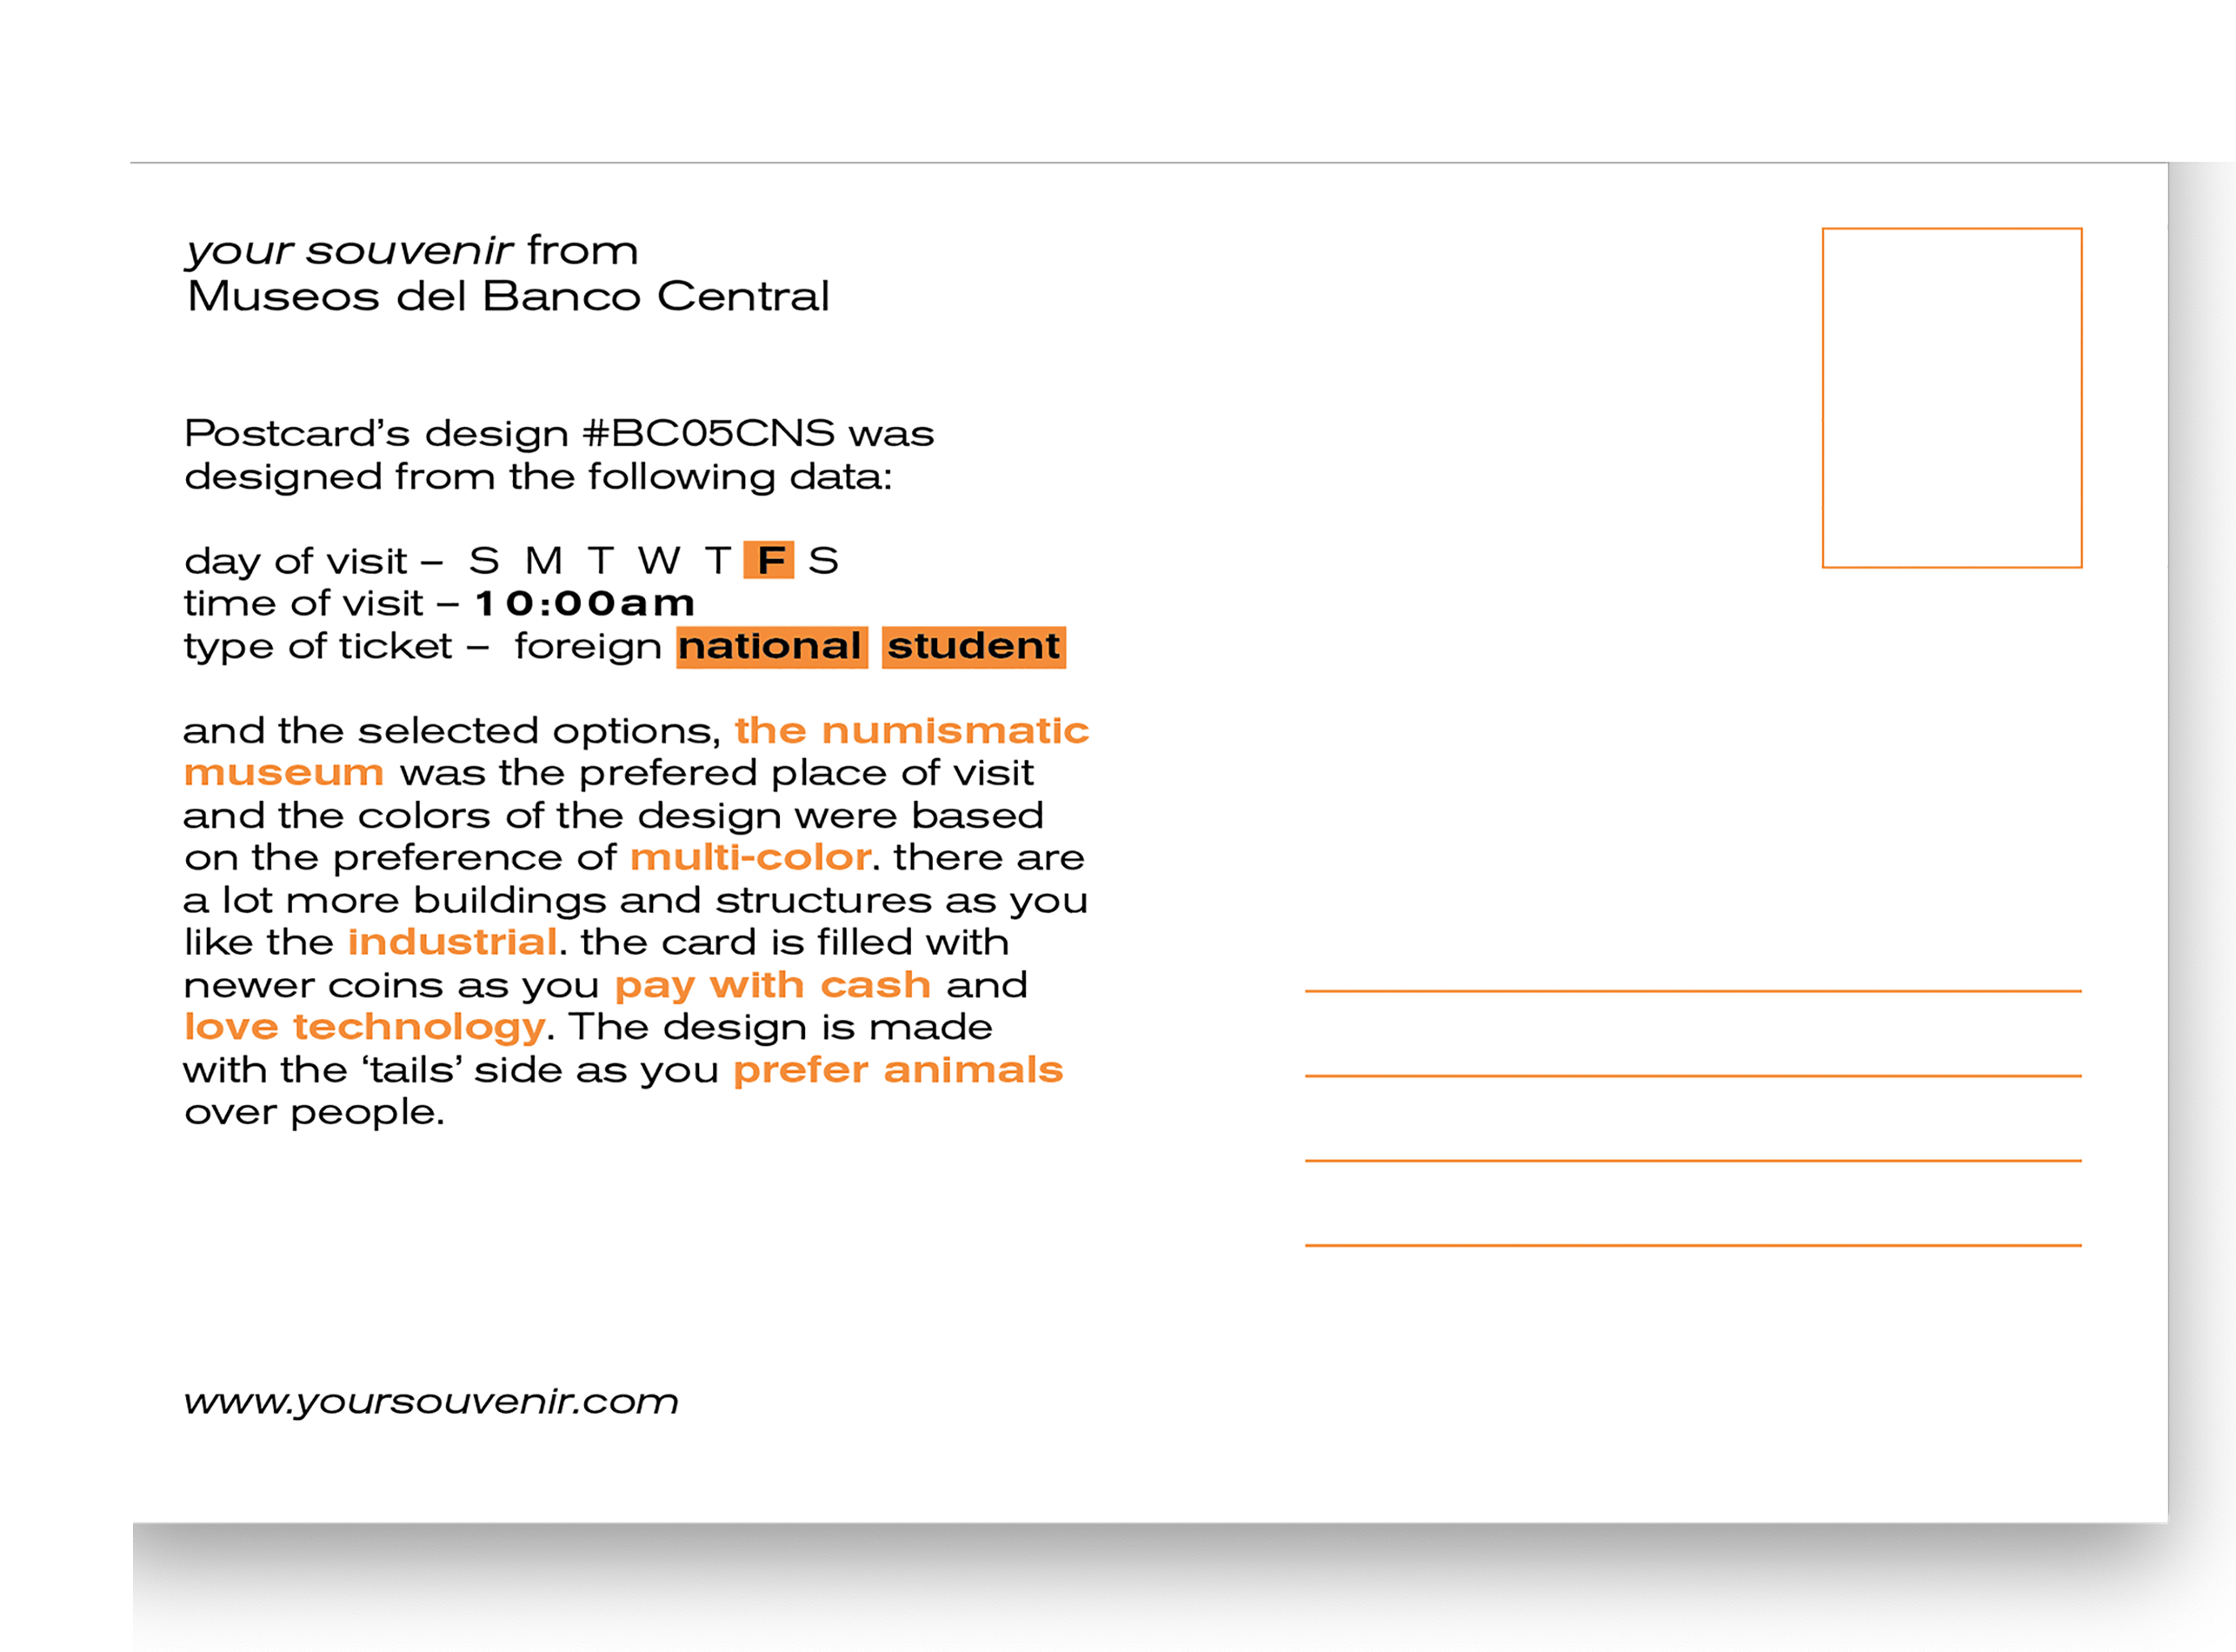 your souvenir from
Museos del Banco Central
Postcard’s design #BC05CNS was
designed from the following data:
day of visit – S M T W T F S
time of visit – 10:00am
type of ticket – foreign national student
and the selected options, the numismatic
museum was the prefered place of visit
and the colors of the design were based
on the preference of multi-color. there are
a lot more buildings and structures as you
like the industrial. the card is filled with
newer coins as you pay with cash and
love technology. The design is made
with the ‘tails’ side as you prefer animals
over people.
www.yoursouvenir.com